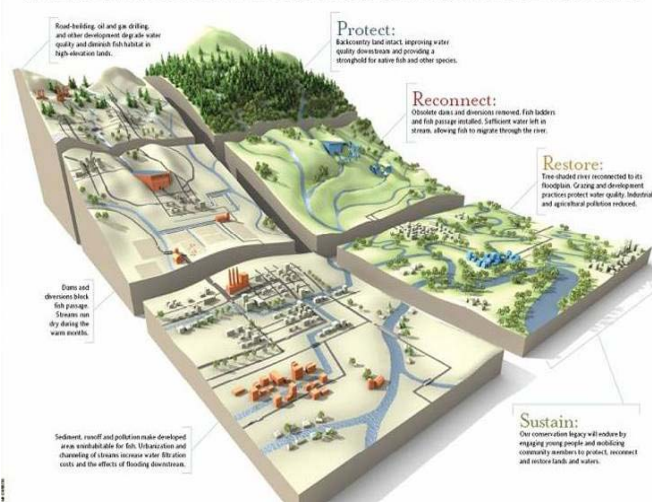 Road-building, oil and gas drilling,
and other development degrade water
quality and diminish fish habitat in
high-elevation lands.
Protect:
Backcountry land intact, improving water
quality downstream and providing a
stronghold for native fish and other species.
Reconnect:
Obsolete dams and diversions removed. Fish ladders
and fish passage installed. Sufficient water left in
stream, allowing fish to migrate through the river.
Restore:
Tree-shaded river reconnected to its
floodplain. Grazing and development
practices protect water quality. Industrial
and agricultural pollution reduced.
Dams and
diversions block
fish passage.
Streams run
dry during the
warm months.
Sediment, runoff and pollution make developed
areas uninhabitable for fish. Urbanization and
channeling of streams increase water filtration
costs and the effects of flooding downstream.
Sustain:
Our conservation legacy will endure by
engaging young people and mobilizing
community members to protect, reconnect
and restore lands and waters.